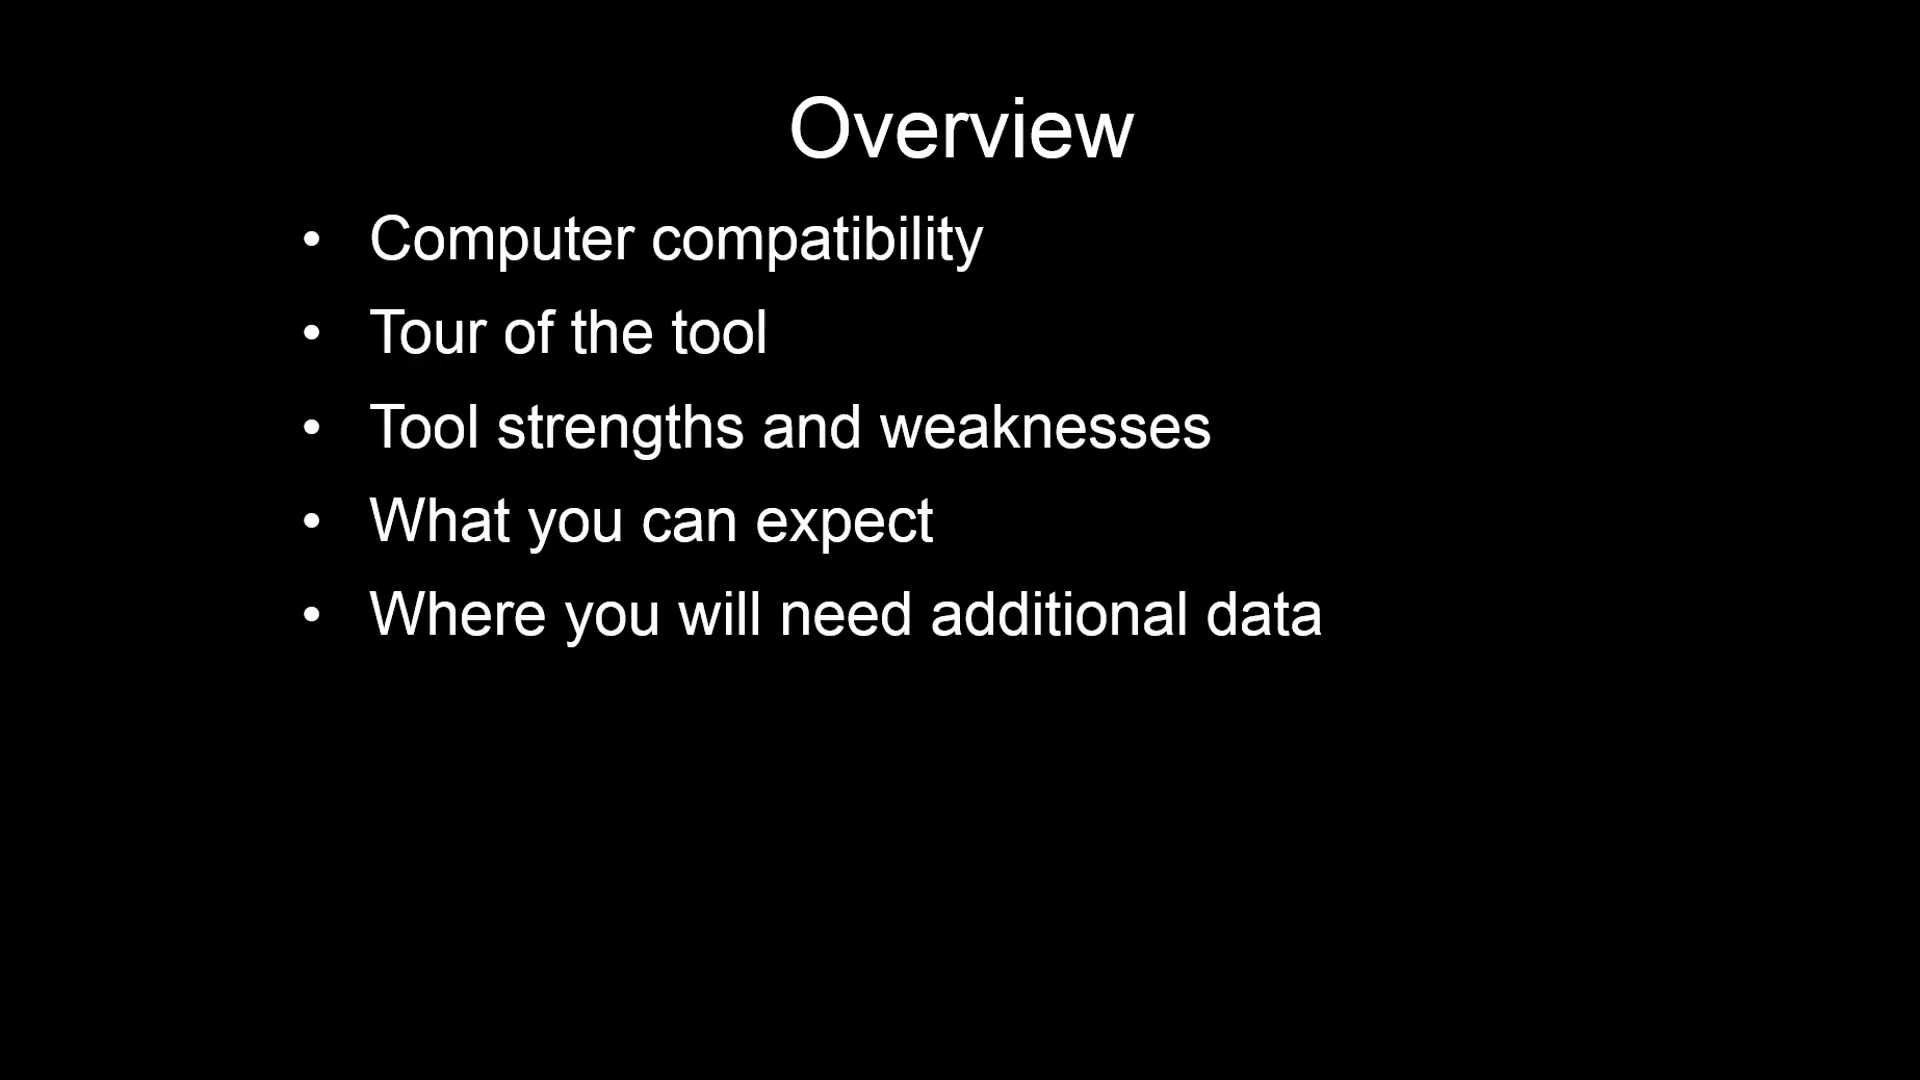 Overview
• Computer compatibility
• Tour of the tool
• Tool strengths and weaknesses
• What you can expect
• Where you will need additional data